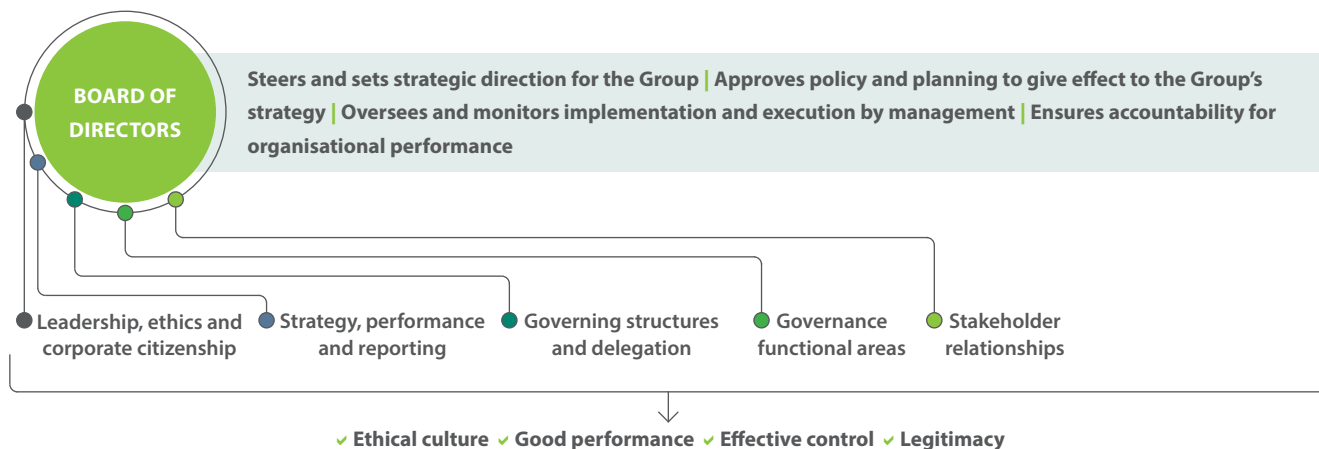 BOARD OF
DIRECTORS
Steers and sets strategic direction for the Group | Approves policy and planning to give effect to the Group's
strategy | Oversees and monitors implementation and execution by management | Ensures accountability for
organisational performance
Leadership, ethics and
corporate citizenship
Strategy, performance
and reporting
Governing structures
and delegation
Governance
functional areas
Stakeholder
relationships
Ethical culture Good performance Effective control Legitimacy